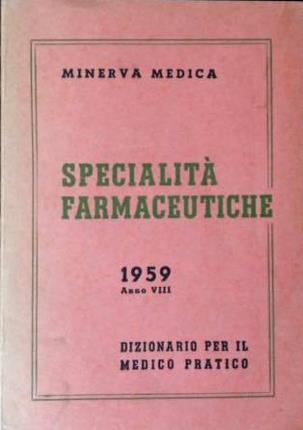 MINERVA MEDICA
SPECIALITÀ
FARMACEUTICHE
1959
Anno VIII
DIZIONARIO PER IL
MEDICO PRATICO